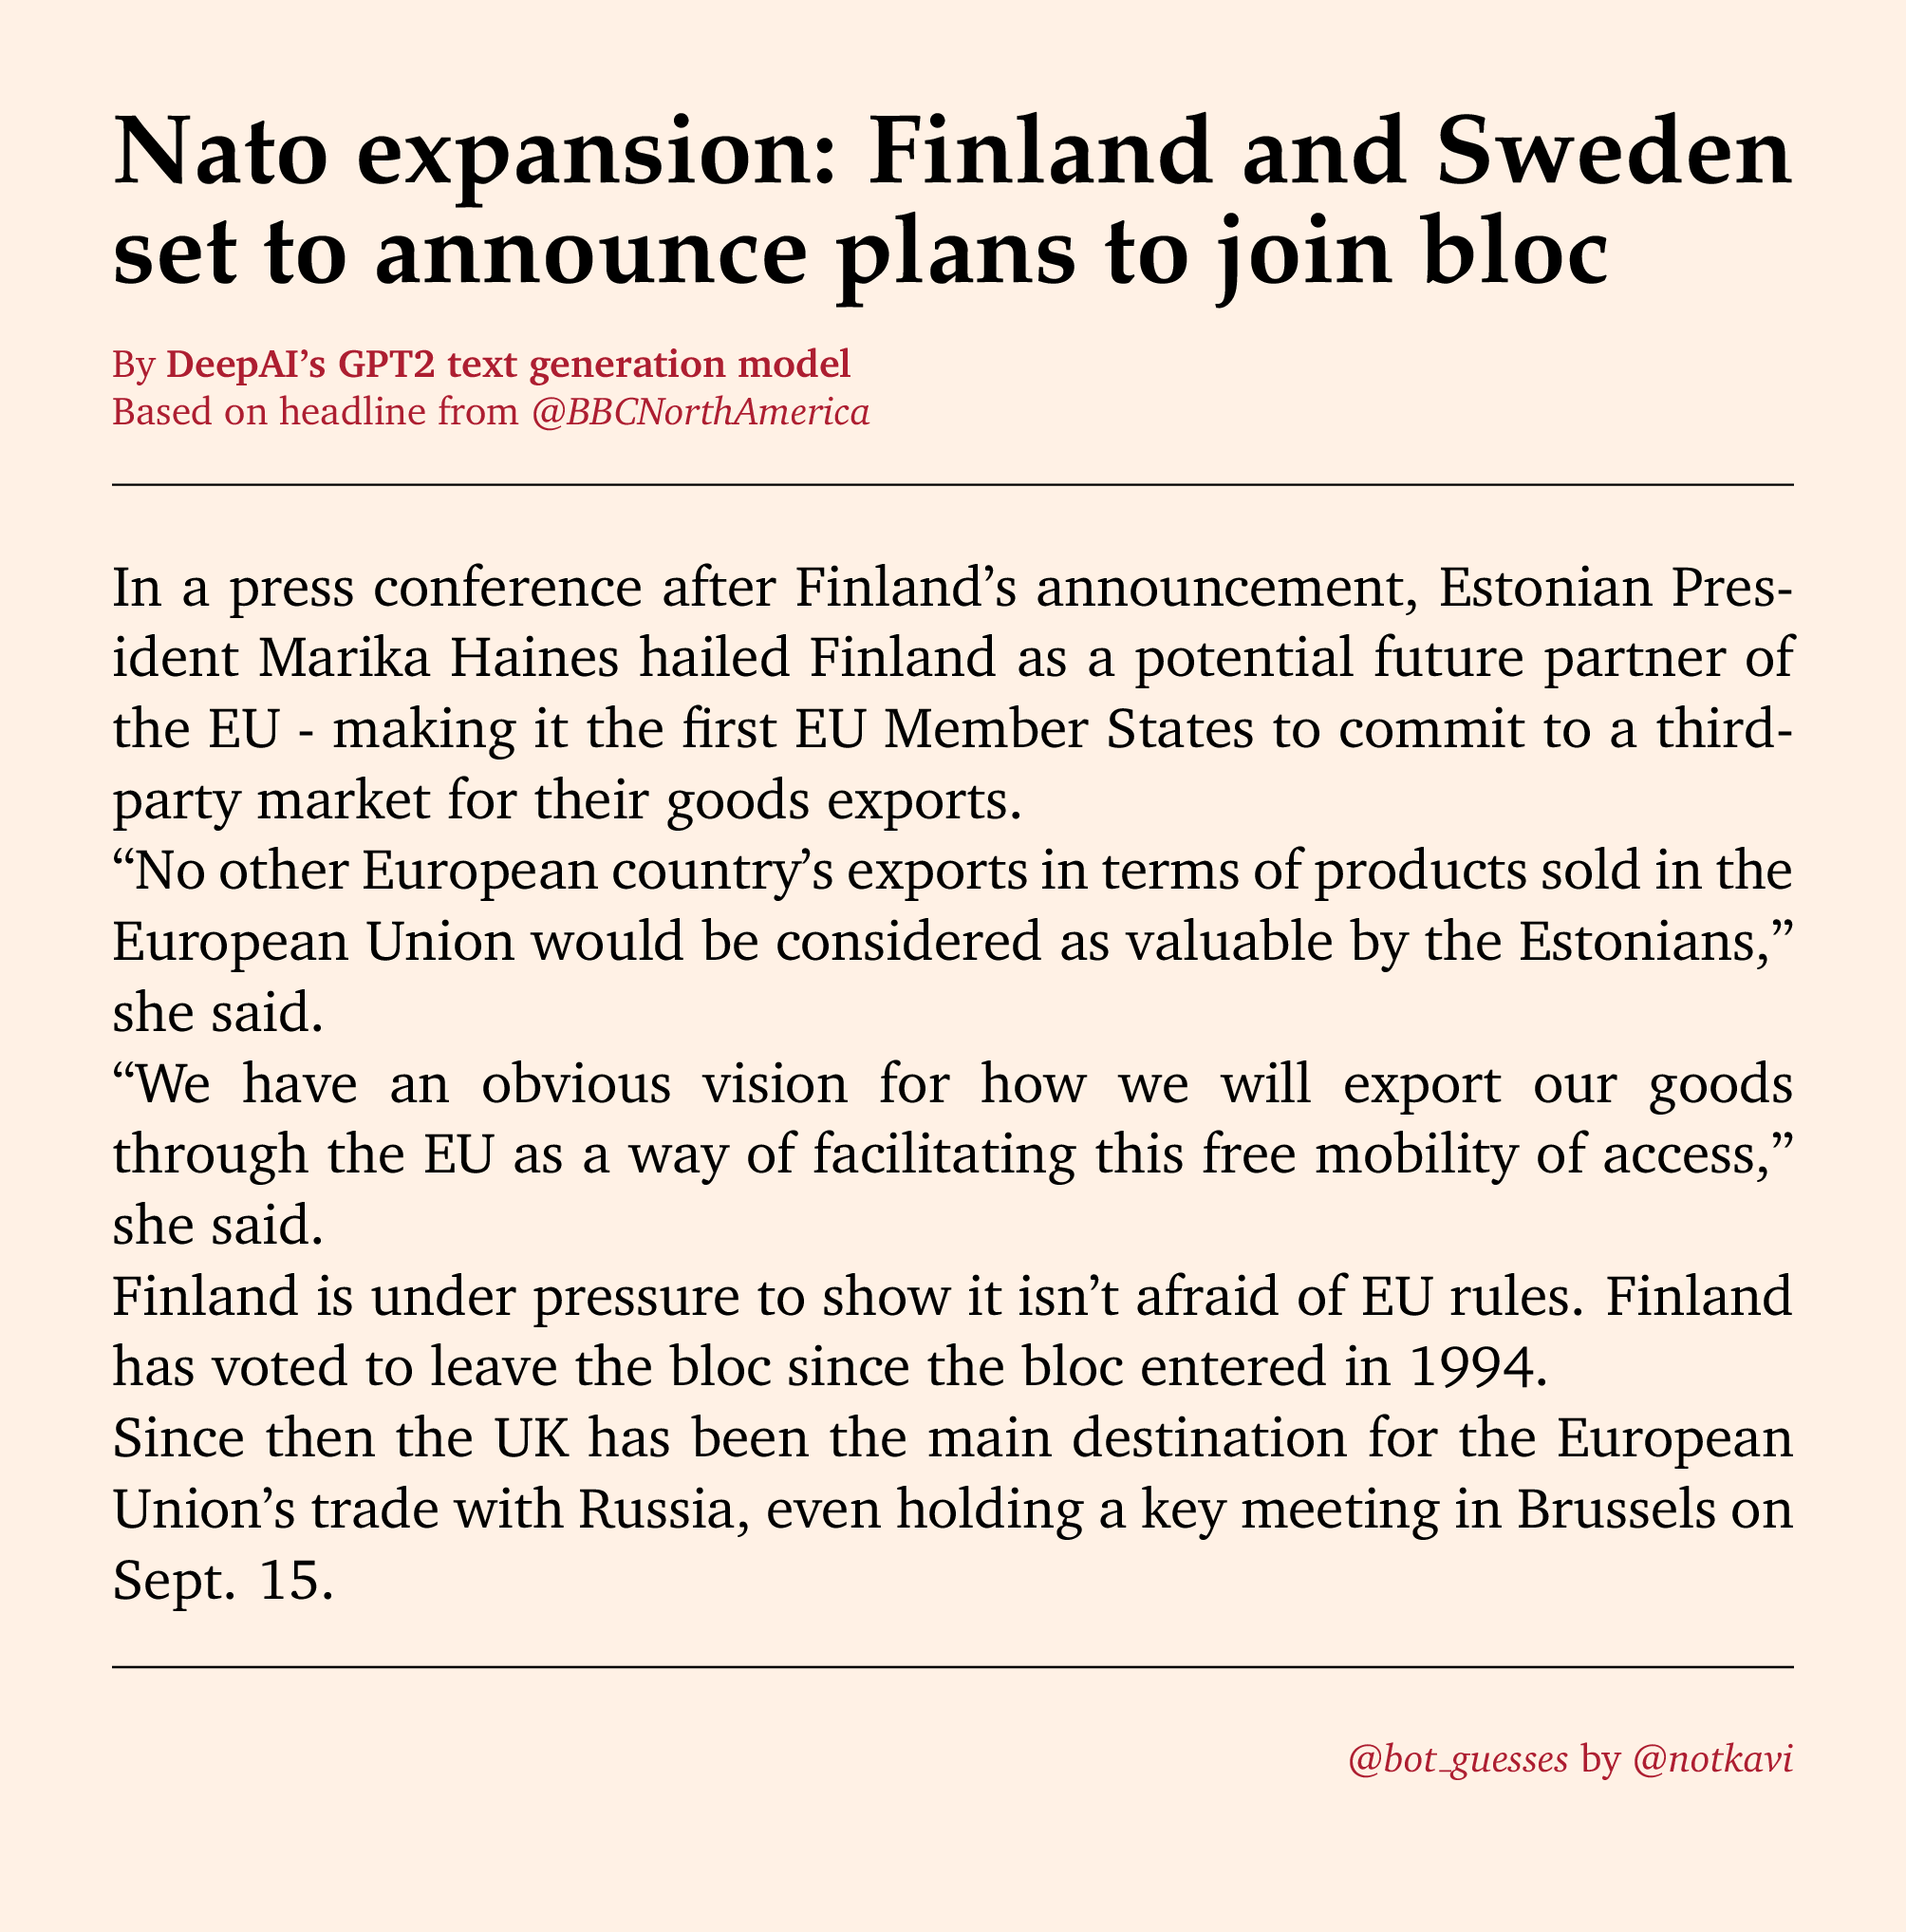 Nato expansion: Finland and Sweden
set to announce plans to join bloc
By DeepAI’s GPT2 text generation model
Based on headline from @BBCNorthAmerica
In a press conference after Finland’s announcement, Estonian Pres-
ident Marika Haines hailed Finland as a potential future partner of
the EU - making it the first EU Member States to commit to a third-
party market for their goods exports.
“No other European country’s exports in terms of products sold in the
European Union would be considered as valuable by the Estonians,”
she said.
“We have an obvious vision for how we will export our goods
through the EU as a way of facilitating this free mobility of access,”
she said.
Finland is under pressure to show it isn’t afraid of EU rules. Finland
has voted to leave the bloc since the bloc entered in 1994.
Since then the UK has been the main destination for the European
Union’s trade with Russia, even holding a key meeting in Brussels on
Sept. 15.
@bot_guesses by @notkavi